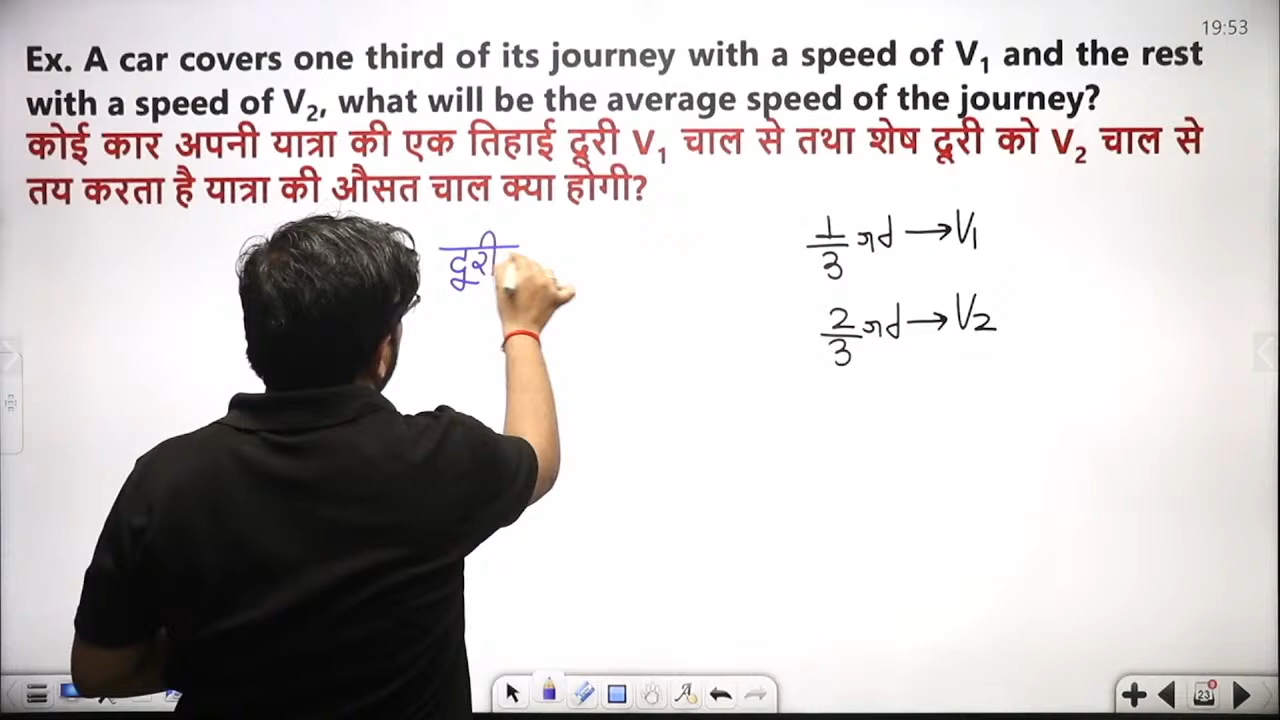 19:53
Ex. A car covers one third of its journey with a speed of V₁ and the rest
with a speed of V₂, what will be the average speed of the journey?
कोई कार अपनी यात्रा की एक तिहाई दूरी V₁ चाल से तथा शेष दूरी को V₂ चाल से
तय करता है यात्रा की औसत चाल क्या होगी?
दूरी
1/3 rd → V₁
2/3 rd → V₂
23